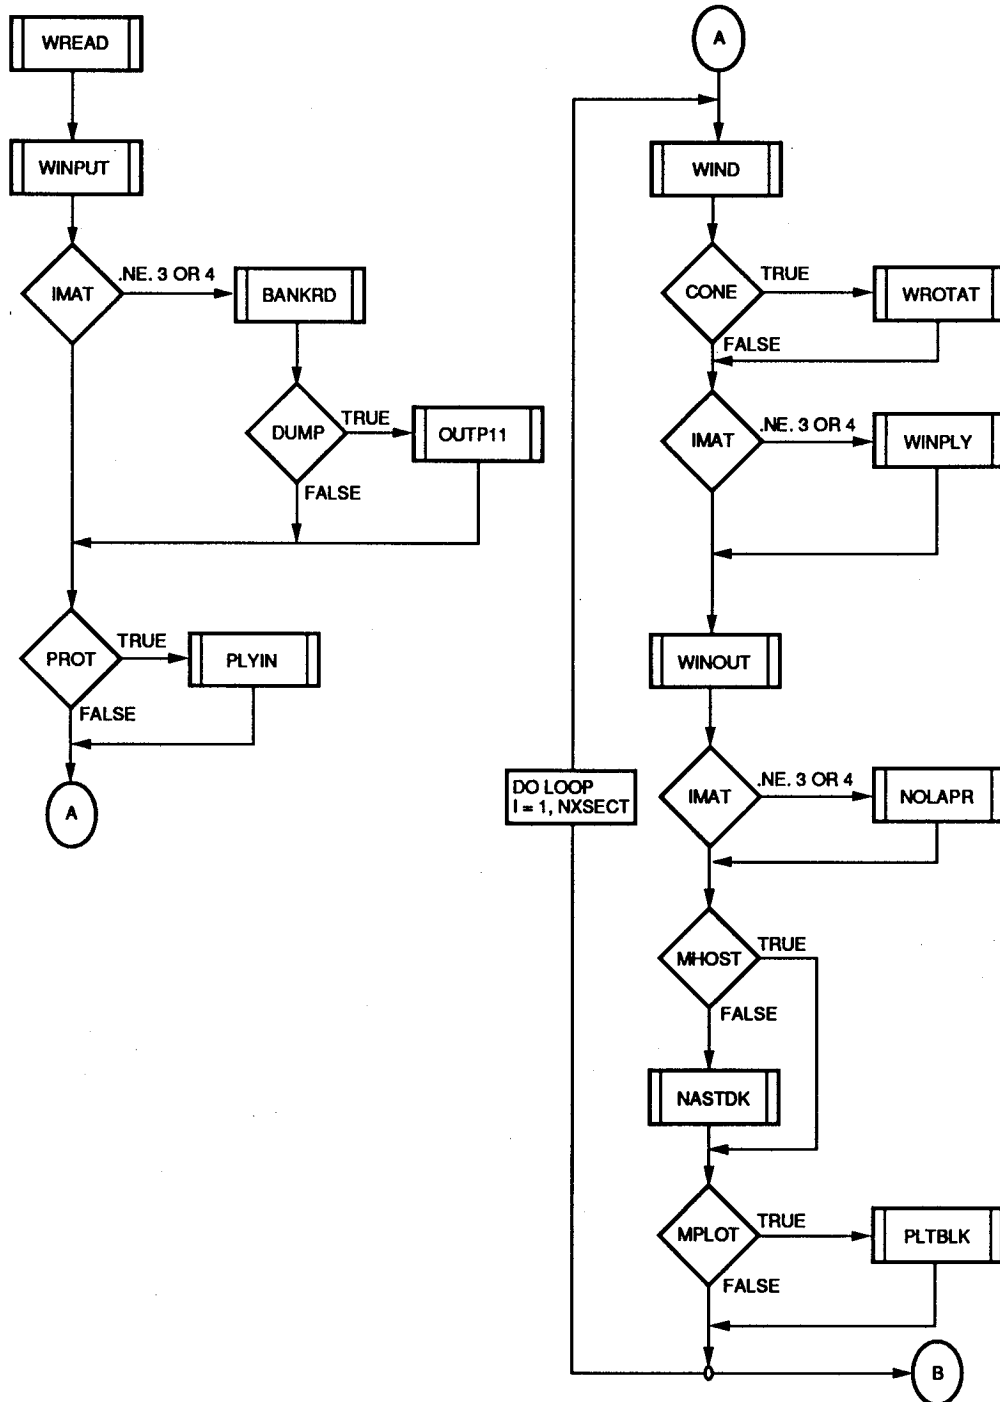 WREAD
WINPUT
IMAT
.NE. 3 OR 4
BANKRD
DUMP
TRUE
OUTP11
FALSE
PROT
TRUE
PLYIN
FALSE
A
A
WIND
CONE
TRUE
WROTAT
FALSE
IMAT
.NE. 3 OR 4
WINPLY
WINOUT
DO LOOP
I = 1, NXSECT
IMAT
.NE. 3 OR 4
NOLAPR
MHOST
TRUE
FALSE
NASTDK
MPLOT
TRUE
PLTBLK
FALSE
B